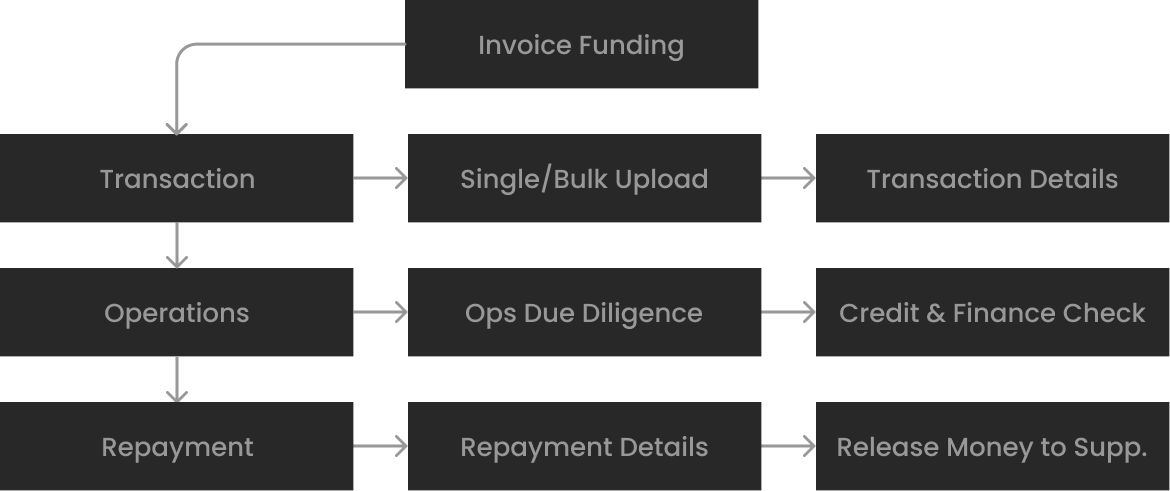 Invoice Funding
Transaction
Single/Bulk Upload
Transaction Details
Operations
Ops Due Diligence
Credit & Finance Check
Repayment
Repayment Details
Release Money to Supp.